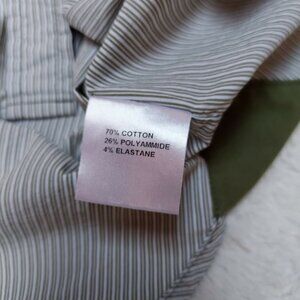 70% COTTON
26% POLYAMMIDE
4% ELASTANE